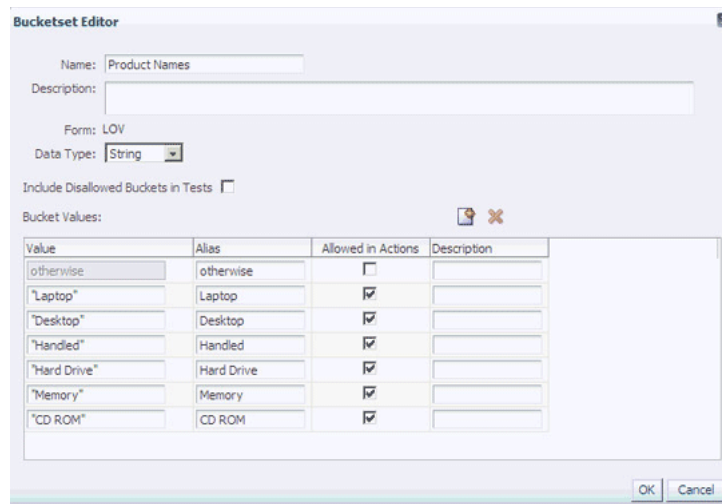 Bucketset Editor
Name: Product Names
Description:
Form: LOV
Data Type: String
Include Disallowed Buckets in Tests
Bucket Values:
Value Alias Allowed in Actions Description
otherwise otherwise
"Laptop" Laptop
"Desktop" Desktop
"Handled" Handled
"Hard Drive" Hard Drive
"Memory" Memory
"CD ROM" CD ROM
OK Cancel